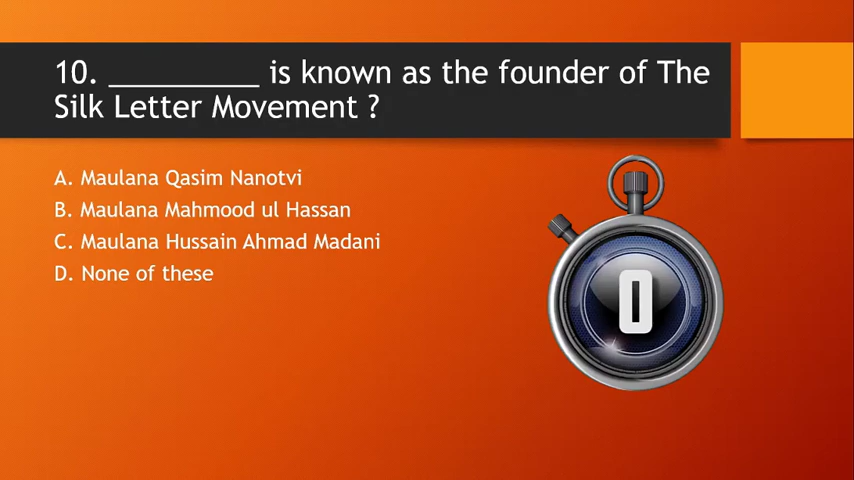 10. __________ is known as the founder of The
Silk Letter Movement ?
A. Maulana Qasim Nanotvi
B. Maulana Mahmood ul Hassan
C. Maulana Hussain Ahmad Madani
D. None of these
0